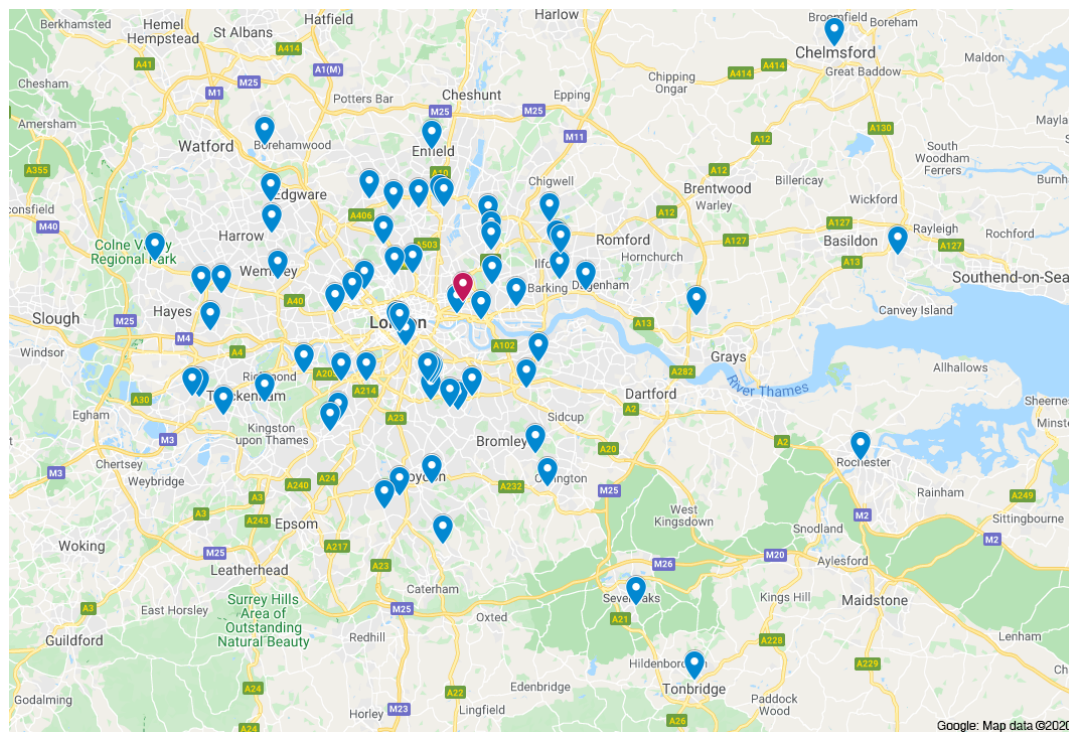 Berkhamsted
Hemel
Hempstead
St Albans
Hatfield
Harlow
Broomfield
Boreham
Chelmsford
A414
A414
A414
A41
Great Baddow
Maldon
Chesham
M25
A1(M)
Cheshunt
Epping
Chipping
Ongar
M1
Potters Bar
M25
M25
A12
Amersham
M11
A130
Watford
Borehamwood
Enfield
South
Woodham
Ferrers
A355
A10
Chigwell
A12
Billericay
Brentwood
Warley
Edgware
Wickford
M40
A406
A12
A127
Rayleigh
Rochford
Harrow
A503
Romford
A127
Basildon
A127
Colne Valley
Regional Park
Hornchurch
A13
Wembley
Ilford
Dagenham
Southend-on-Sea
Barking
A40
Hayes
Canvey Island
Slough
M25
London
A13
M4
A4
A102
Grays
Windsor
Richmond
A205
A282
River Thames
Allhallows
A30
Twickenham
A214
Dartford
Egham
A2
Sheerness
A23
Sidcup
M3
Kingston
upon Thames
Bromley
A20
A2
Chertsey
Rochester
M3
Weybridge
A24
Croydon
Orpington
A240
A232
M25
Rainham
A249
A3
A3
A243
Epsom
West
Kingsdown
M2
Sittingbourne
Snodland
Woking
A217
M25
M20
M2
Leatherhead
A23
M26
Aylesford
Caterham
Sevenoaks
Kings Hill
Maidstone
A3
East Horsley
Surrey Hills
Area of
Outstanding
Natural Beauty
M25
Oxted
A21
Guildford
Redhill
A228
Lenham
Hildenborough
A229
Edenbridge
Tonbridge
A24
A22
Paddock
Wood
Godalming
Horley
M23
Lingfield
A26
A24
Google: Map data ©2020